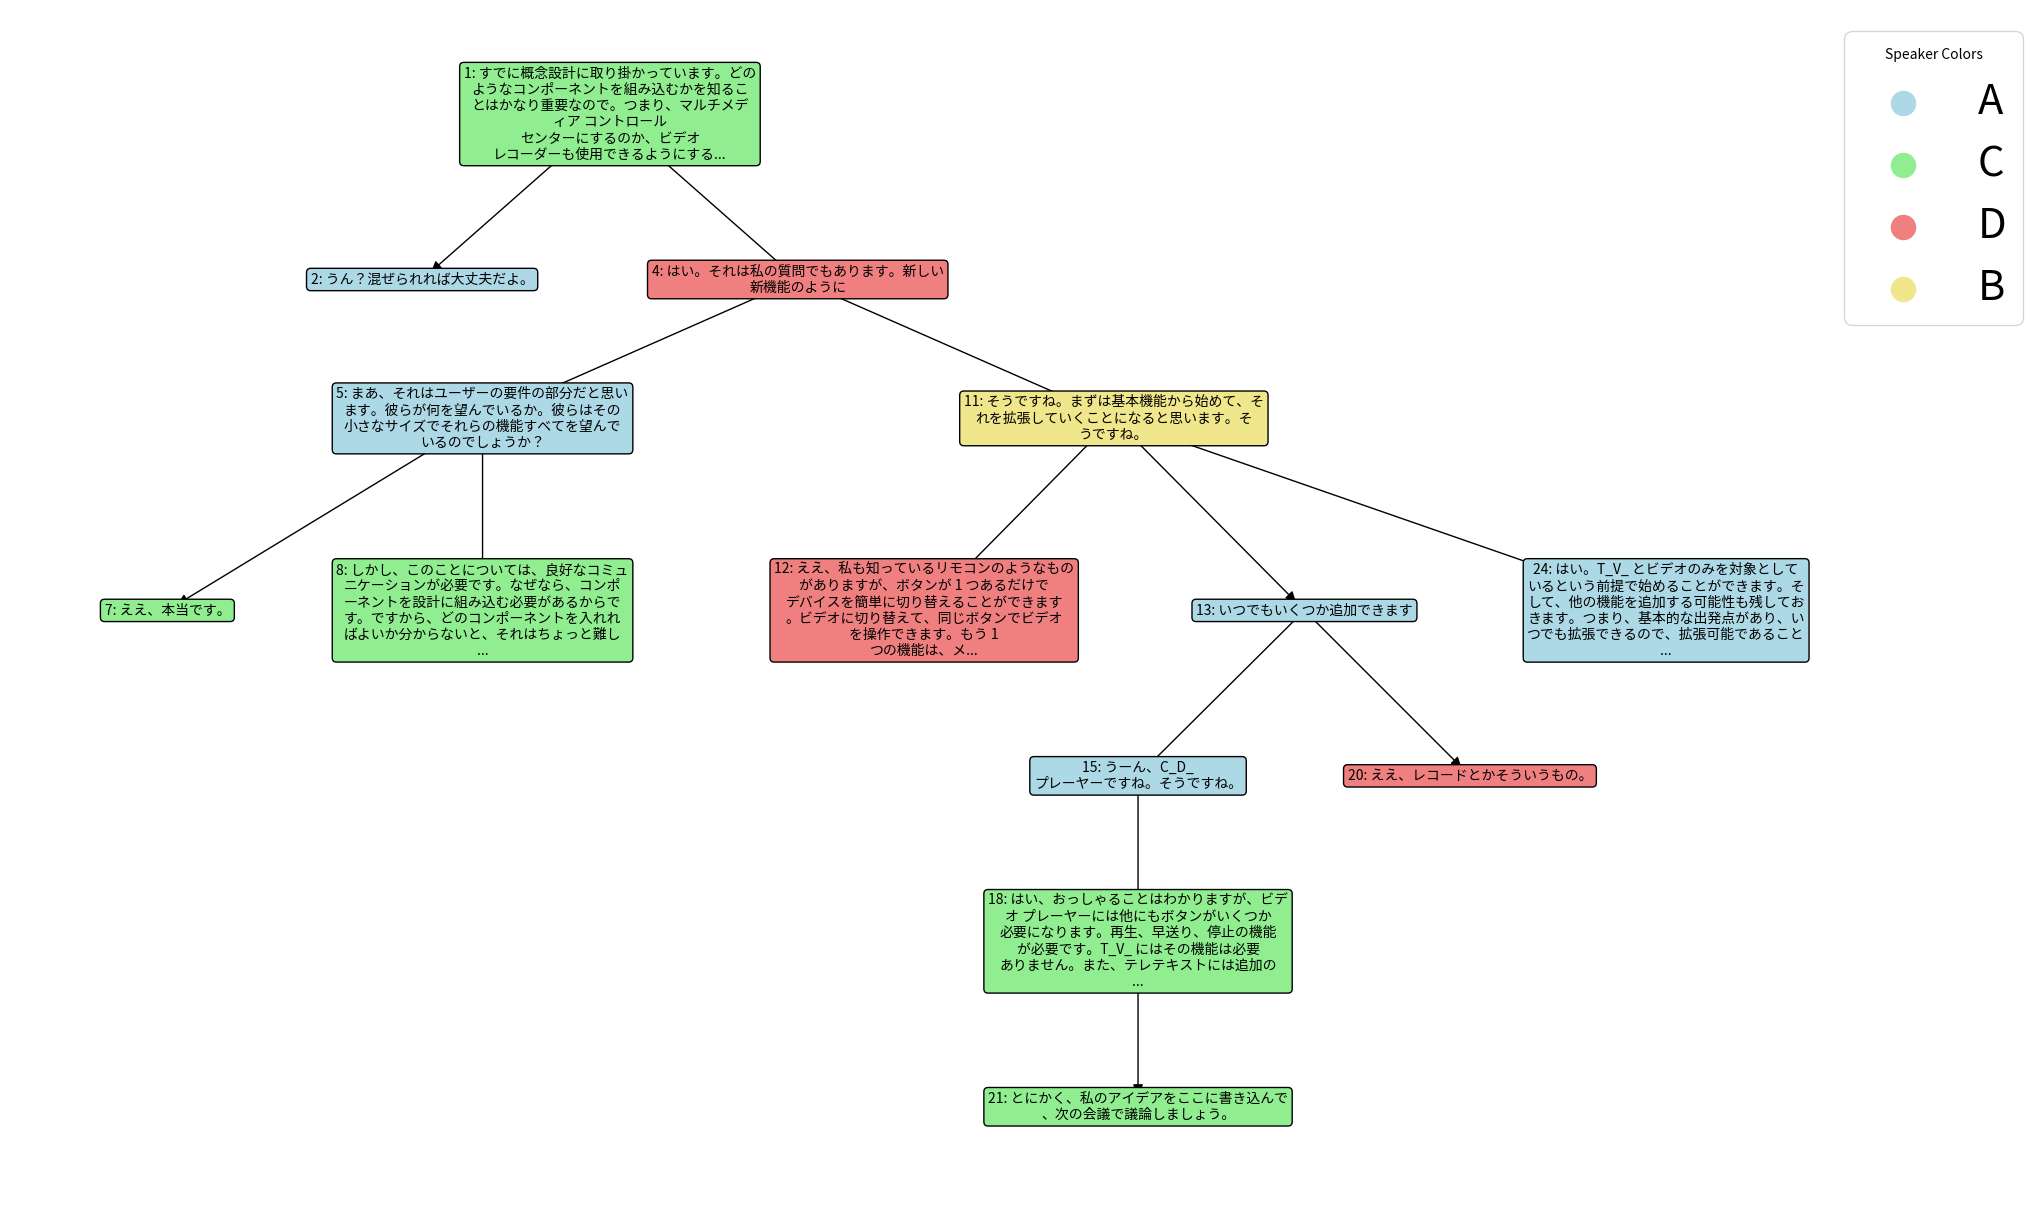 1: すでに概念設計に取り掛かっています。どの
ようなコンポーネントを組み込むかを知るこ
とはかなり重要なので。つまり、マルチメデ
ィア コントロール
センターにするのか、ビデオ
レコーダーも使用できるようにする...
Speaker Colors
A
C
D
B
2: うん？混ぜられれば大丈夫だよ。
4: はい。それは私の質問でもあります。新しい
新機能のように
5: まあ、それはユーザーの要件の部分だと思い
ます。彼らが何を望んでいるか。彼らはその
小さなサイズでそれらの機能すべてを望んで
いるのでしょうか？
11: そうですね。まずは基本機能から始めて、そ
れを拡張していくことになると思います。そ
うですね。
7: ええ、本当です。
8: しかし、このことについては、良好なコミュ
ニケーションが必要です。なぜなら、コンポ
ーネントを設計に組み込む必要があるからで
す。ですから、どのコンポーネントを入れれ
ばよいか分からないと、それはちょっと難し
...
12: ええ、私も知っているリモコンのようなもの
がありますが、ボタンが 1 つあるだけで
デバイスを簡単に切り替えることができます
。ビデオに切り替えて、同じボタンでビデオ
を操作できます。もう 1
つの機能は、メ...
13: いつでもいくつか追加できます
24: はい。T_V_ とビデオのみを対象として
いるという前提で始めることができます。そ
して、他の機能を追加する可能性も残してお
きます。つまり、基本的な出発点があり、い
つでも拡張できるので、拡張可能であること
...
15: うーん、C_D_
プレーヤーですね。そうですね。
20: ええ、レコードとかそういうもの。
18: はい、おっしゃることはわかりますが、ビデ
オ プレーヤーには他にもボタンがいくつか
必要になります。再生、早送り、停止の機能
が必要です。T_V_ にはその機能は必要
ありません。また、テレテキストには追加の
...
21: とにかく、私のアイデアをここに書き込んで
、次の会議で議論しましょう。